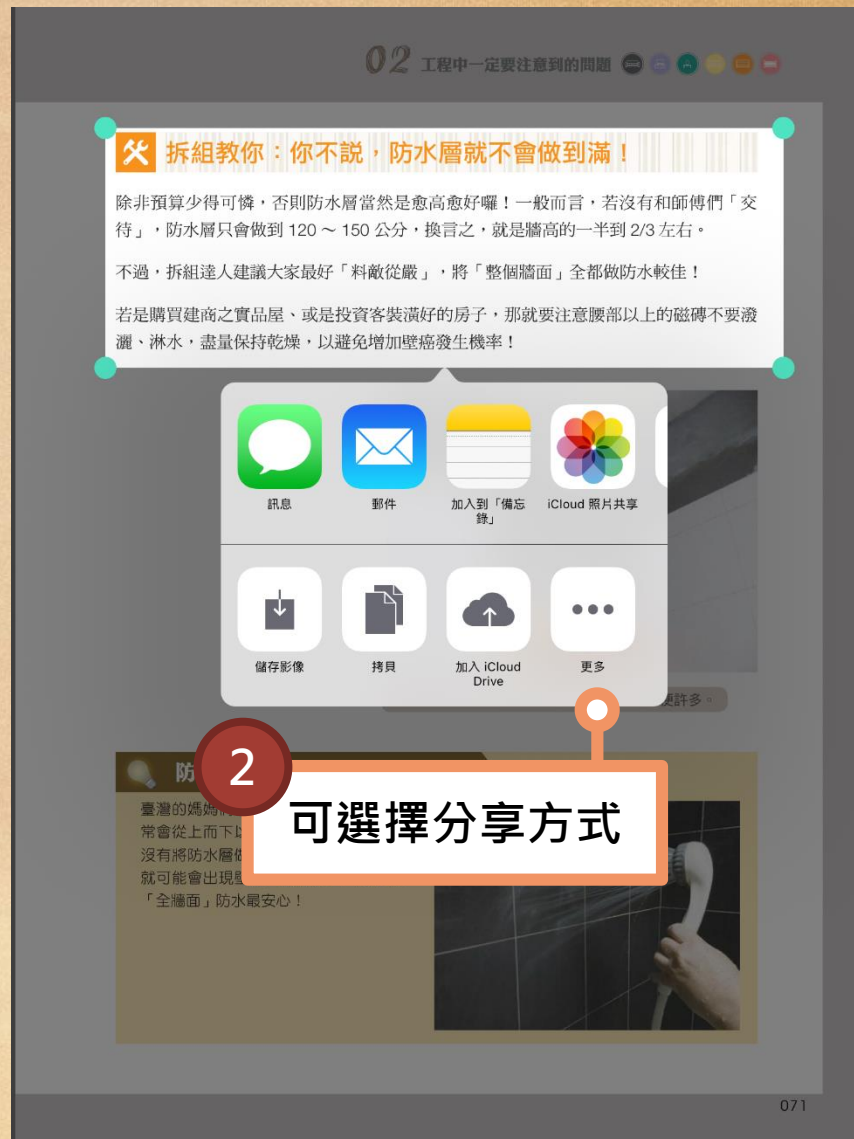 02 工程中一定要注意到的問題
拆組教你：你不說，防水層就不會做到滿！
除非預算少得可憐，否則防水層當然是愈高愈好囉！一般而言，若沒有和師傅們「交
待」，防水層只會做到 120 ～ 150 公分，換言之，就是牆高的一半到 2/3 左右。
不過，拆組達人建議大家最好「料敵從嚴」，將「整個牆面」全都做防水較佳！
若是購買建商之實品屋、或是投資客裝潢好的房子，那就要注意腰部以上的磁磚不要潑
灑、淋水，盡量保持乾燥，以避免增加壁癌發生機率！
訊息
郵件
加入到「備忘
錄」
iCloud 照片共享
儲存影像
拷貝
加入 iCloud
Drive
更多
便許多。
2
可選擇分享方式
防
臺灣的媽媽
常會從上而下以
沒有將防水層做
就可能會出現壁
「全牆面」防水最安心！
071